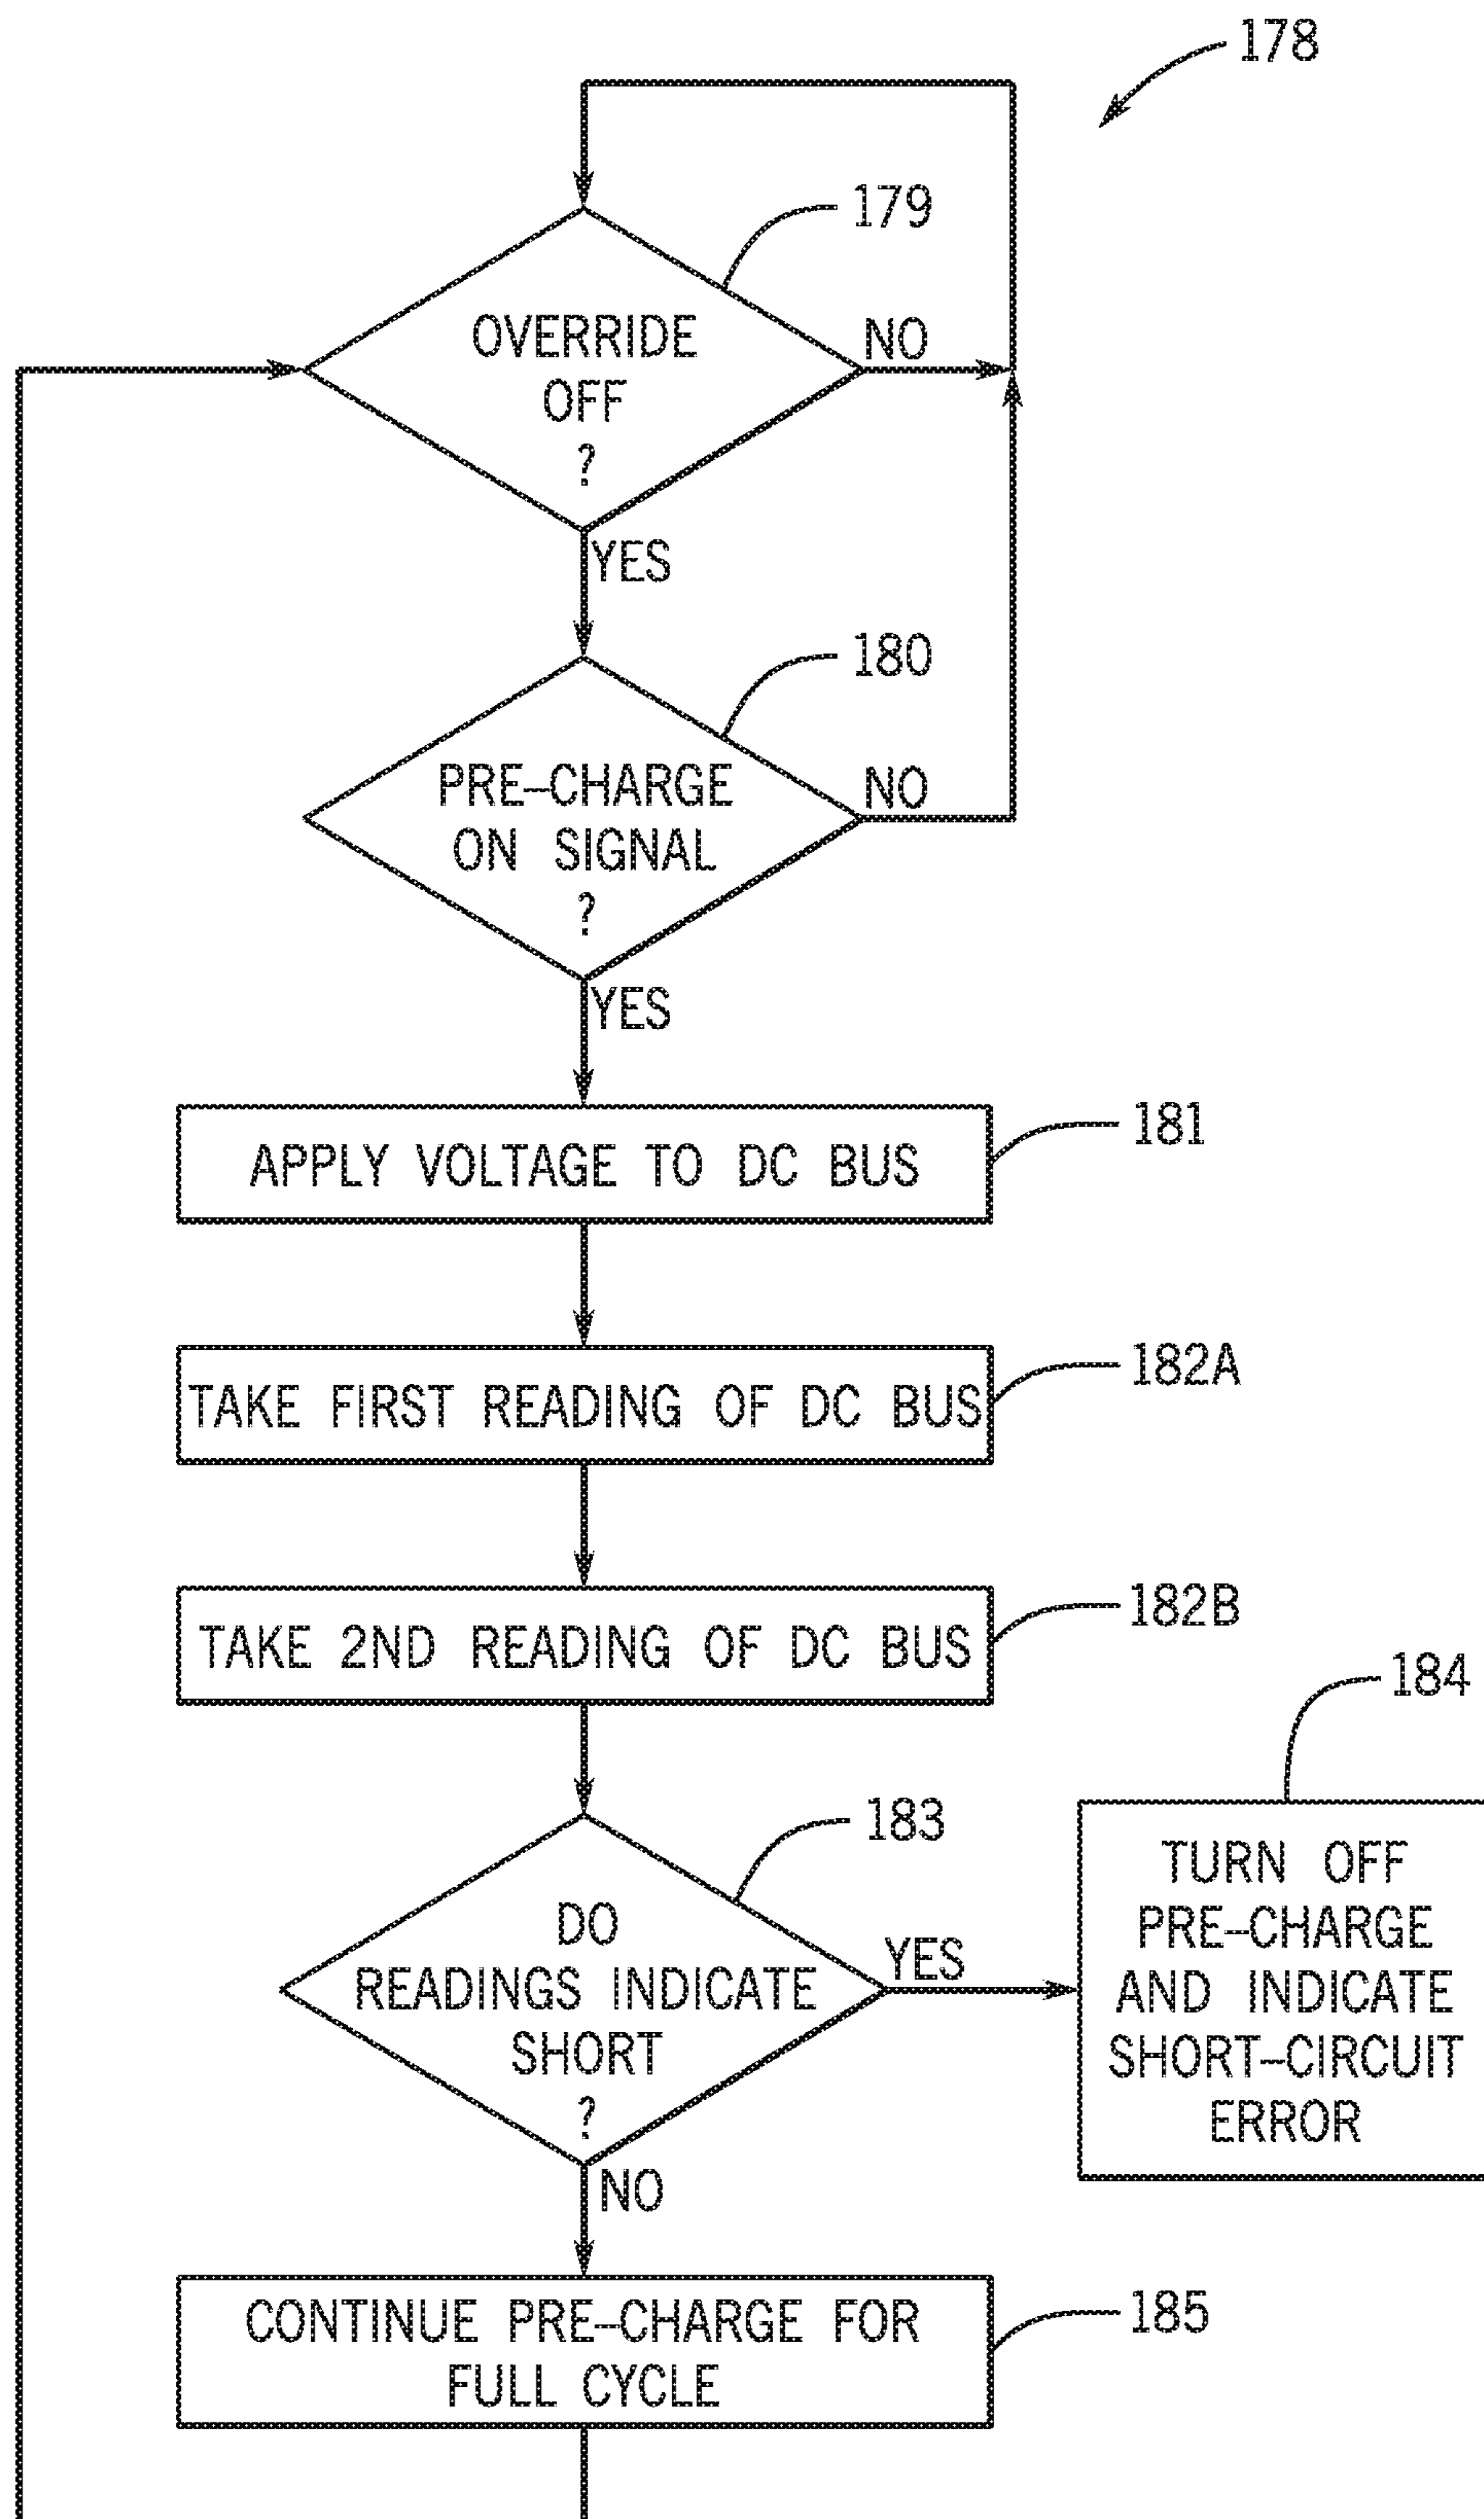 178
179
OVERRIDE
OFF
?
NO
YES
180
PRE-CHARGE
ON SIGNAL
?
NO
YES
APPLY VOLTAGE TO DC BUS
181
TAKE FIRST READING OF DC BUS
182A
TAKE 2ND READING OF DC BUS
182B
183
DO
READINGS INDICATE
SHORT
?
YES
NO
184
TURN OFF
PRE-CHARGE
AND INDICATE
SHORT-CIRCUIT
ERROR
CONTINUE PRE-CHARGE FOR
FULL CYCLE
185